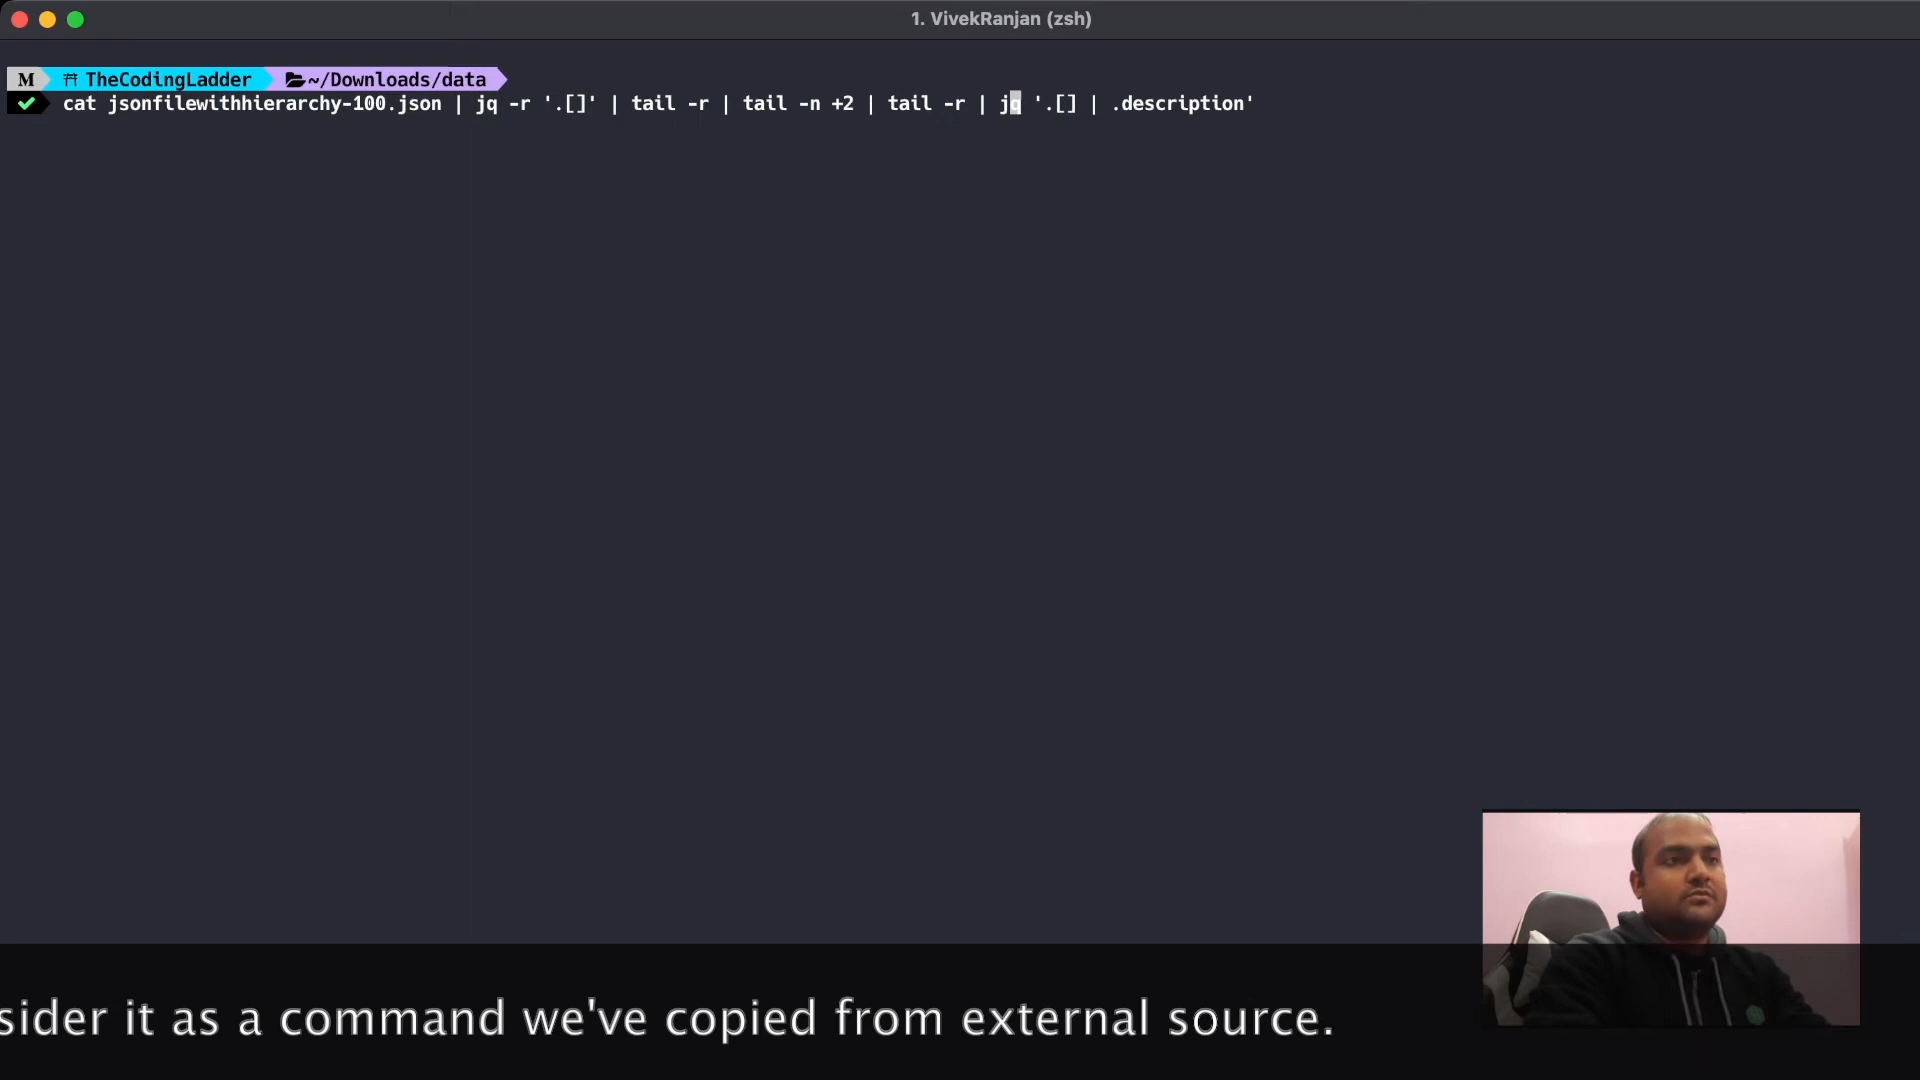 1. VivekRanjan (zsh)
M TheCodingLadder ~/Downloads/data
cat jsonfilewithhierarchy-100.json | jq -r '.[]' | tail -r | tail -n +2 | tail -r | jq '.[] | .description'
sider it as a command we've copied from external source.